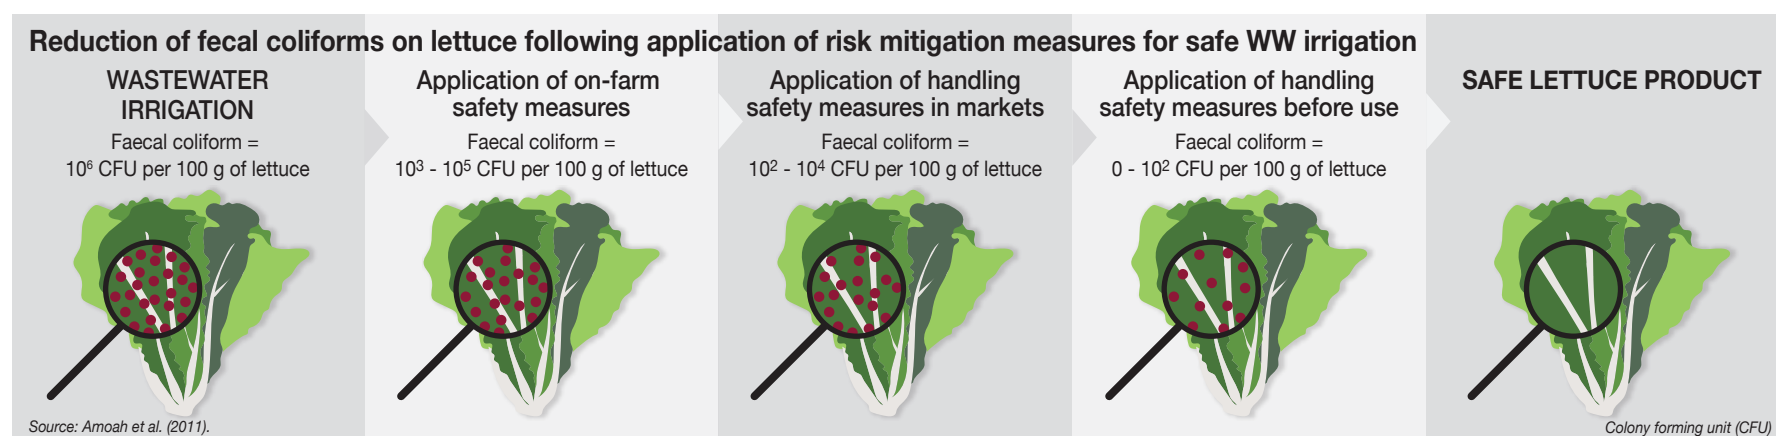 Reduction of fecal coliforms on lettuce following application of risk mitigation measures for safe WW irrigation
WASTEWATER
IRRIGATION
Faecal coliform =
10⁶ CFU per 100 g of lettuce
Application of on-farm
safety measures
Faecal coliform =
10³ - 10⁵ CFU per 100 g of lettuce
Application of handling
safety measures in markets
Faecal coliform =
10² - 10⁴ CFU per 100 g of lettuce
Application of handling
safety measures before use
Faecal coliform =
0 - 10² CFU per 100 g of lettuce
SAFE LETTUCE PRODUCT
Source: Amoah et al. (2011).
Colony forming unit (CFU)